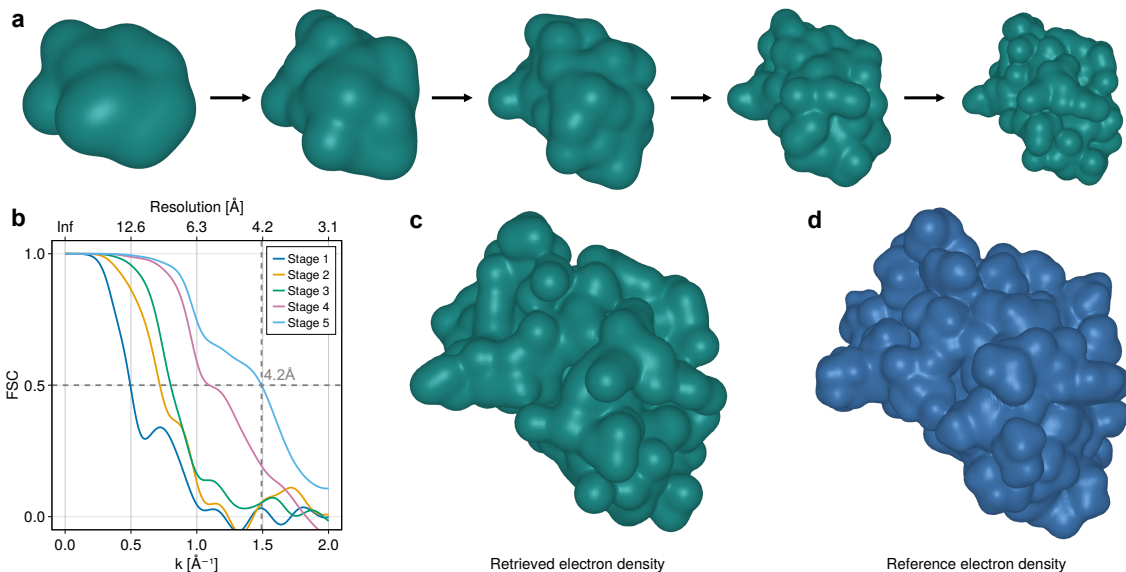 a
b
Resolution [Å]
Inf 12.6 6.3 4.2 3.1
1.0
0.5
0.0
FSC
Stage 1
Stage 2
Stage 3
Stage 4
Stage 5
4.2Å
0.0 0.5 1.0 1.5 2.0
k [Å⁻¹]
c
Retrieved electron density
d
Reference electron density